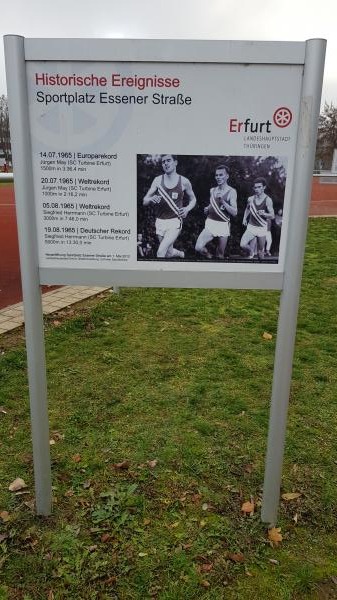 Historische Ereignisse
Sportplatz Essener Straße
Erfurt
LANDESHAUPTSTADT
THÜRINGEN
14.07.1965 | Europarekord
Jürgen May (SC Turbine Erfurt)
1500m in 3:36,4 min
20.07.1965 | Weltrekord
Jürgen May (SC Turbine Erfurt)
1000m in 2:16,2 min
05.08.1965 | Weltrekord
Siegfried Herrmann (SC Turbine Erfurt)
3000m in 7:46,0 min
19.08.1965 | Deutscher Rekord
Siegfried Herrmann (SC Turbine Erfurt)
5000m in 13:30,0 min